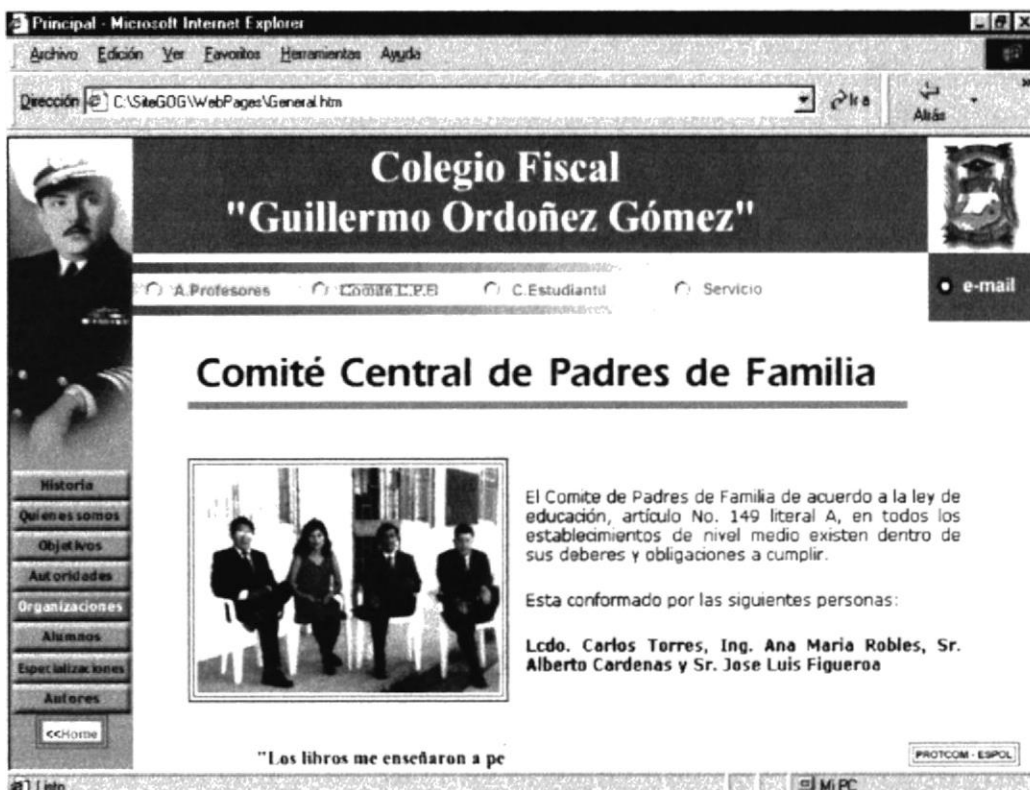 Principal - Microsoft Internet Explorer
Archivo Edición Ver Favoritos Herramientas Ayuda
Dirección C:\SiteGOG\WebPages\General.htm Ir a Atrás »
Colegio Fiscal
"Guillermo Ordoñez Gómez"
A.Profesores Comite C.P.F C.Estudiantil Servicio e-mail
Comité Central de Padres de Familia
Historia
Quienes somos
Objetivos
Autoridades
Organizaciones
Alumnos
Especializaciones
Autores
<<Home
El Comite de Padres de Familia de acuerdo a la ley de
educación, artículo No. 149 literal A, en todos los
establecimientos de nivel medio existen dentro de
sus deberes y obligaciones a cumplir.
Esta conformado por las siguientes personas:
Lcdo. Carlos Torres, Ing. Ana Maria Robles, Sr.
Alberto Cardenas y Sr. Jose Luis Figueroa
"Los libros me enseñaron a pe
PROTCOM - ESPOL
Listo Mi PC